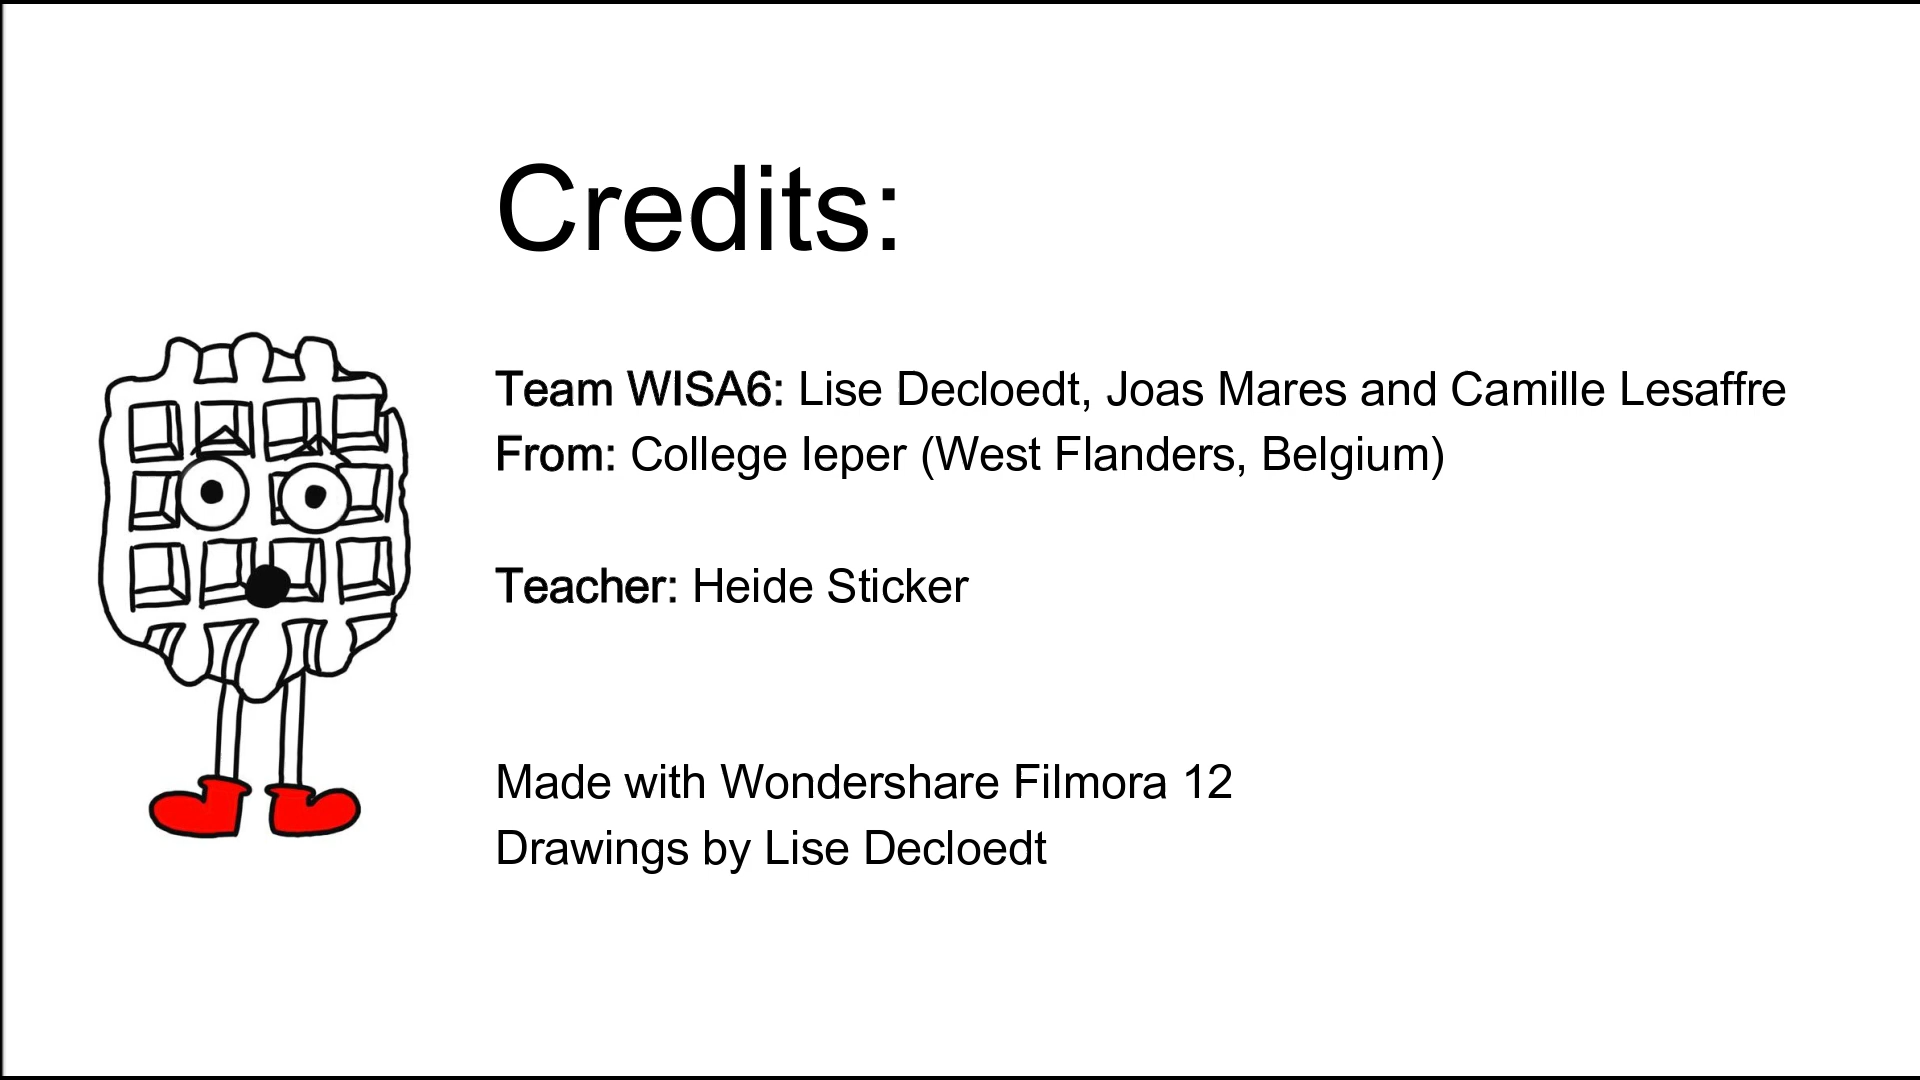 Credits:
Team WISA6: Lise Decloedt, Joas Mares and Camille Lesaffre
From: College Ieper (West Flanders, Belgium)
Teacher: Heide Sticker
Made with Wondershare Filmora 12
Drawings by Lise Decloedt